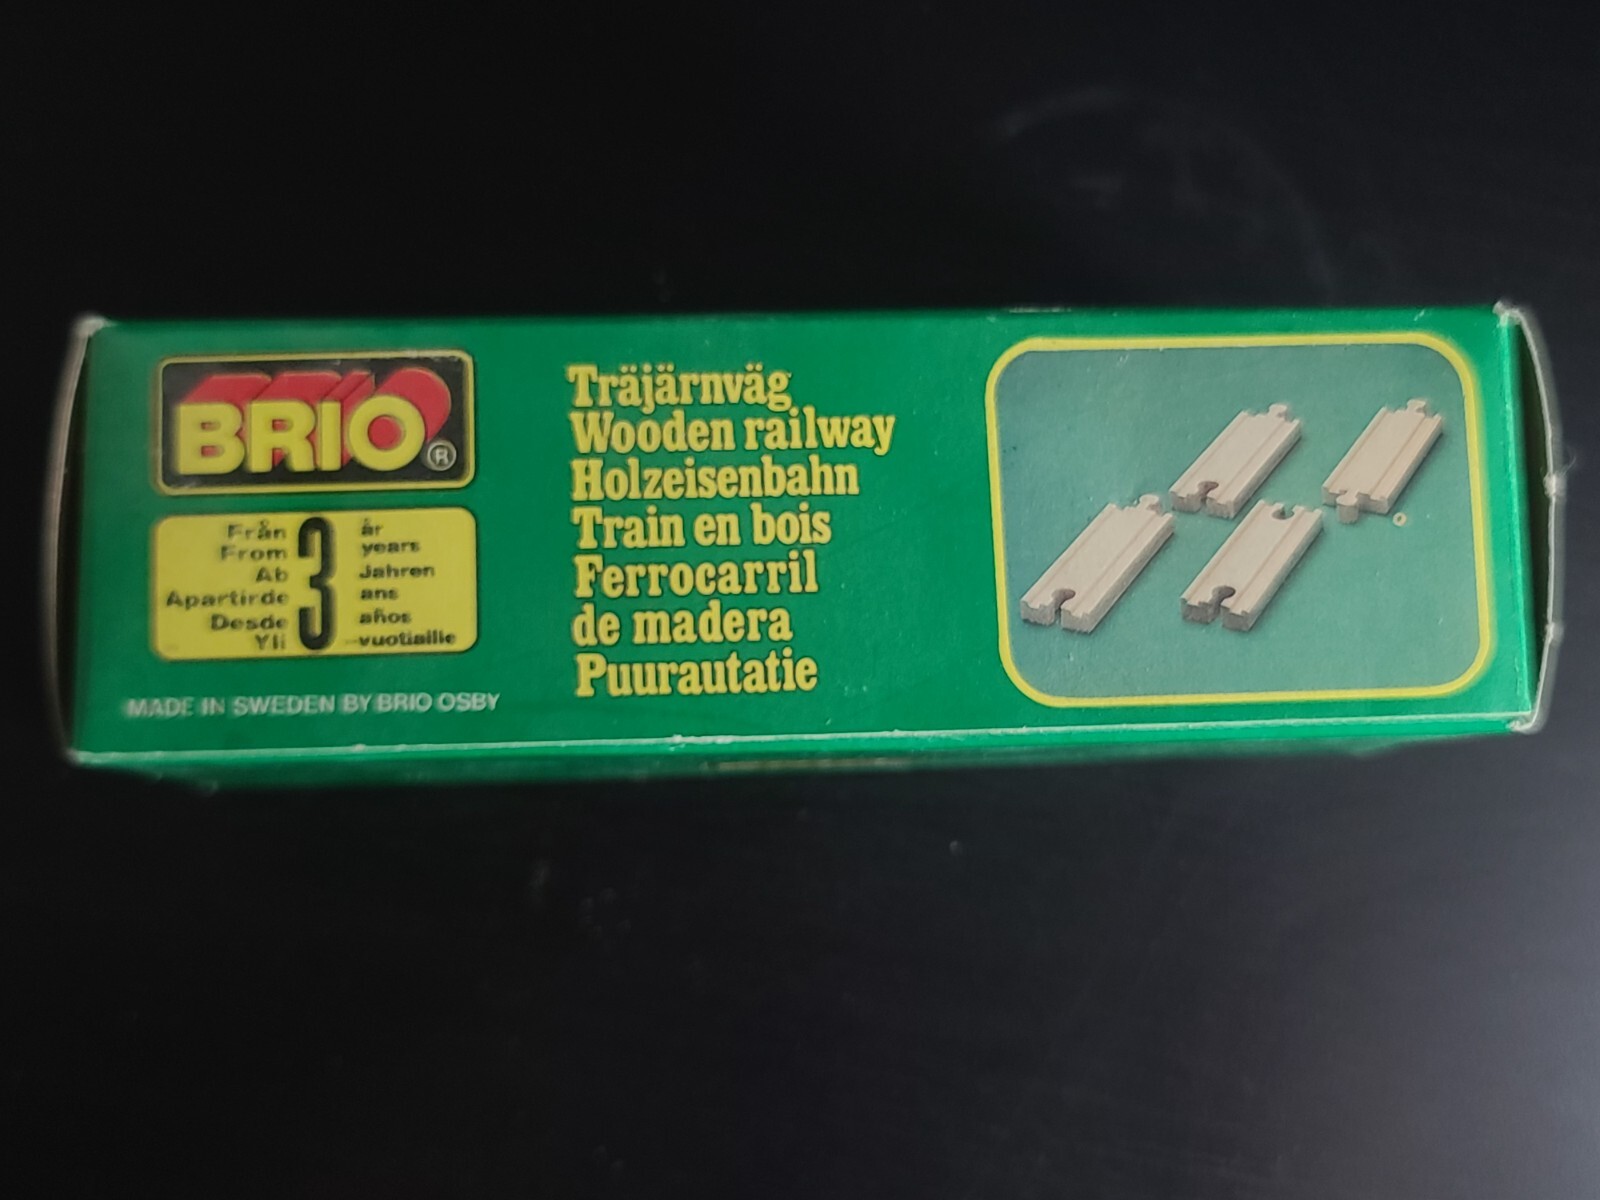 BRIO®
Från 3 år
From years
Ab Jahren
Apartirde ans
Desde años
Yli -vuotiaille
MADE IN SWEDEN BY BRIO OSBY
Träjärnväg
Wooden railway
Holzeisenbahn
Train en bois
Ferrocarril
de madera
Puurautatie